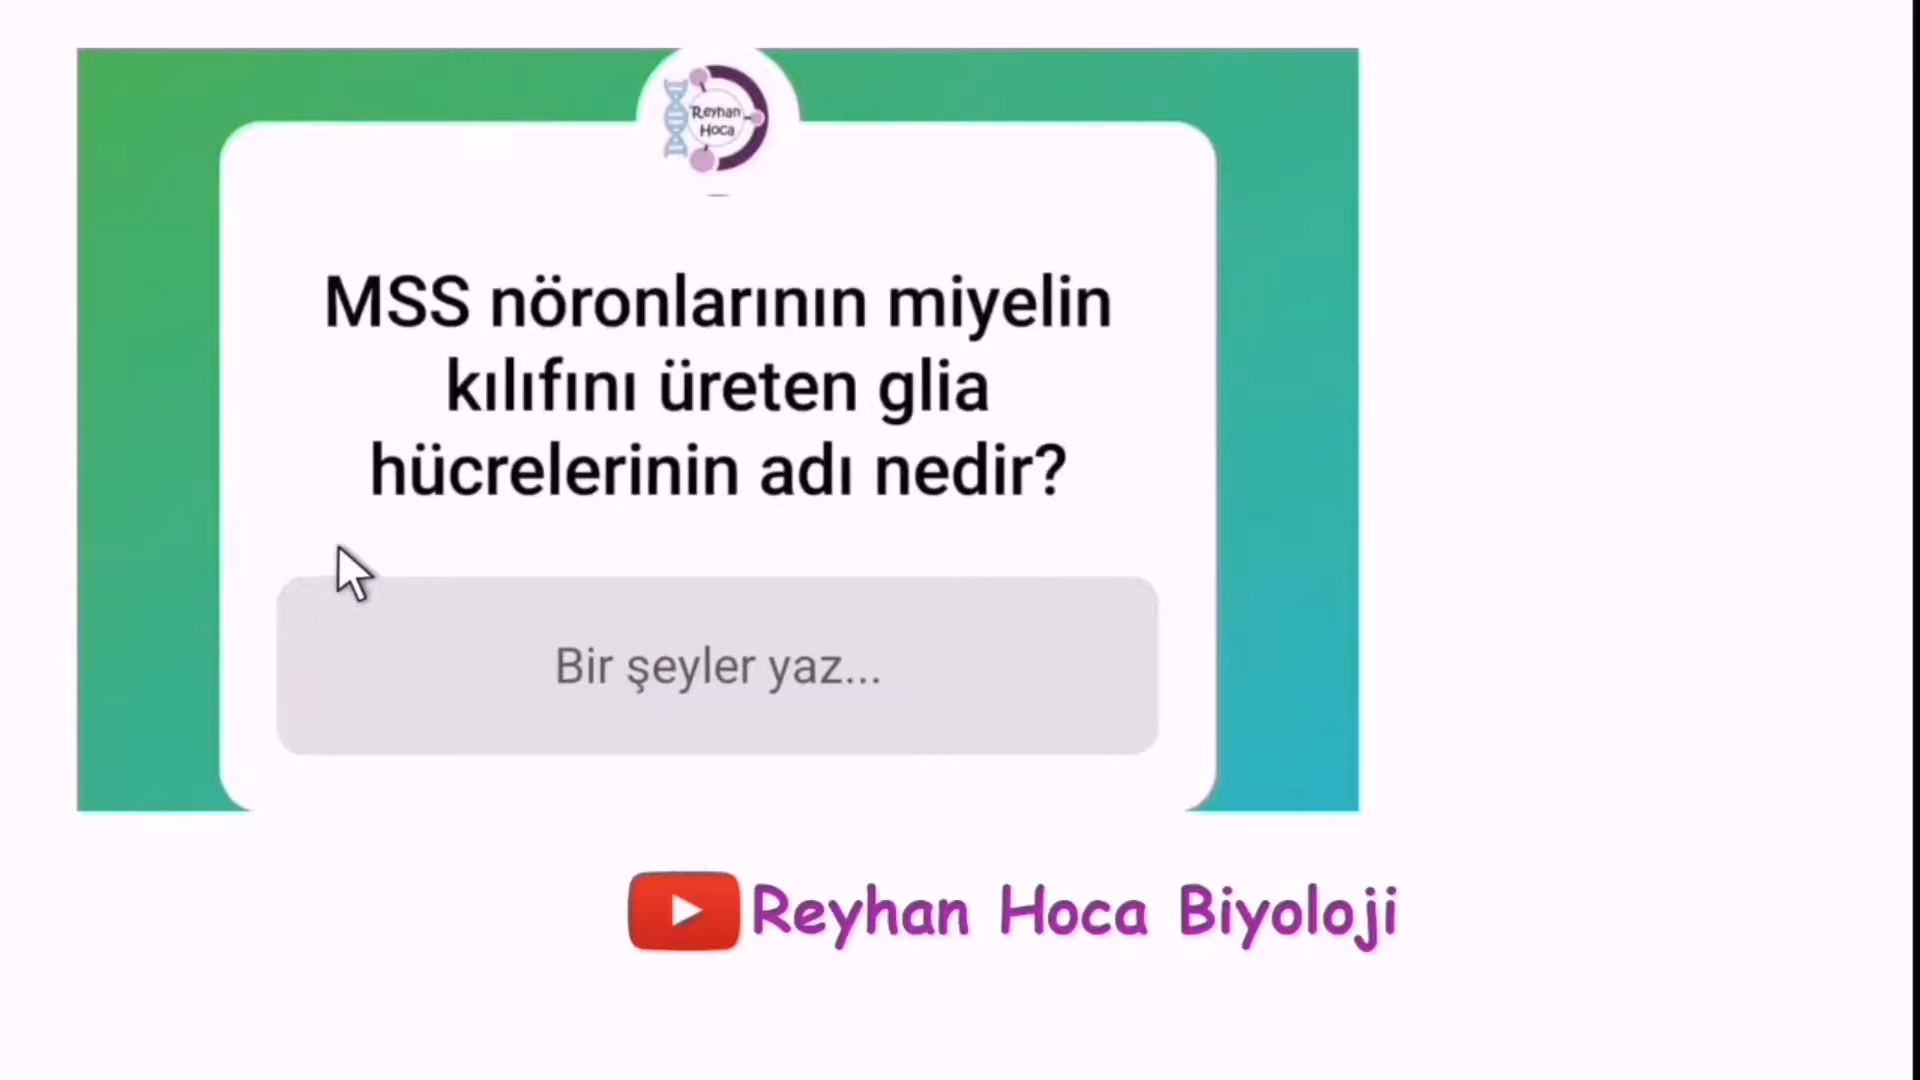 Reyhan
Hoca
MSS nöronlarının miyelin
kılıfını üreten glia
hücrelerinin adı nedir?
Bir şeyler yaz...
Reyhan Hoca Biyoloji